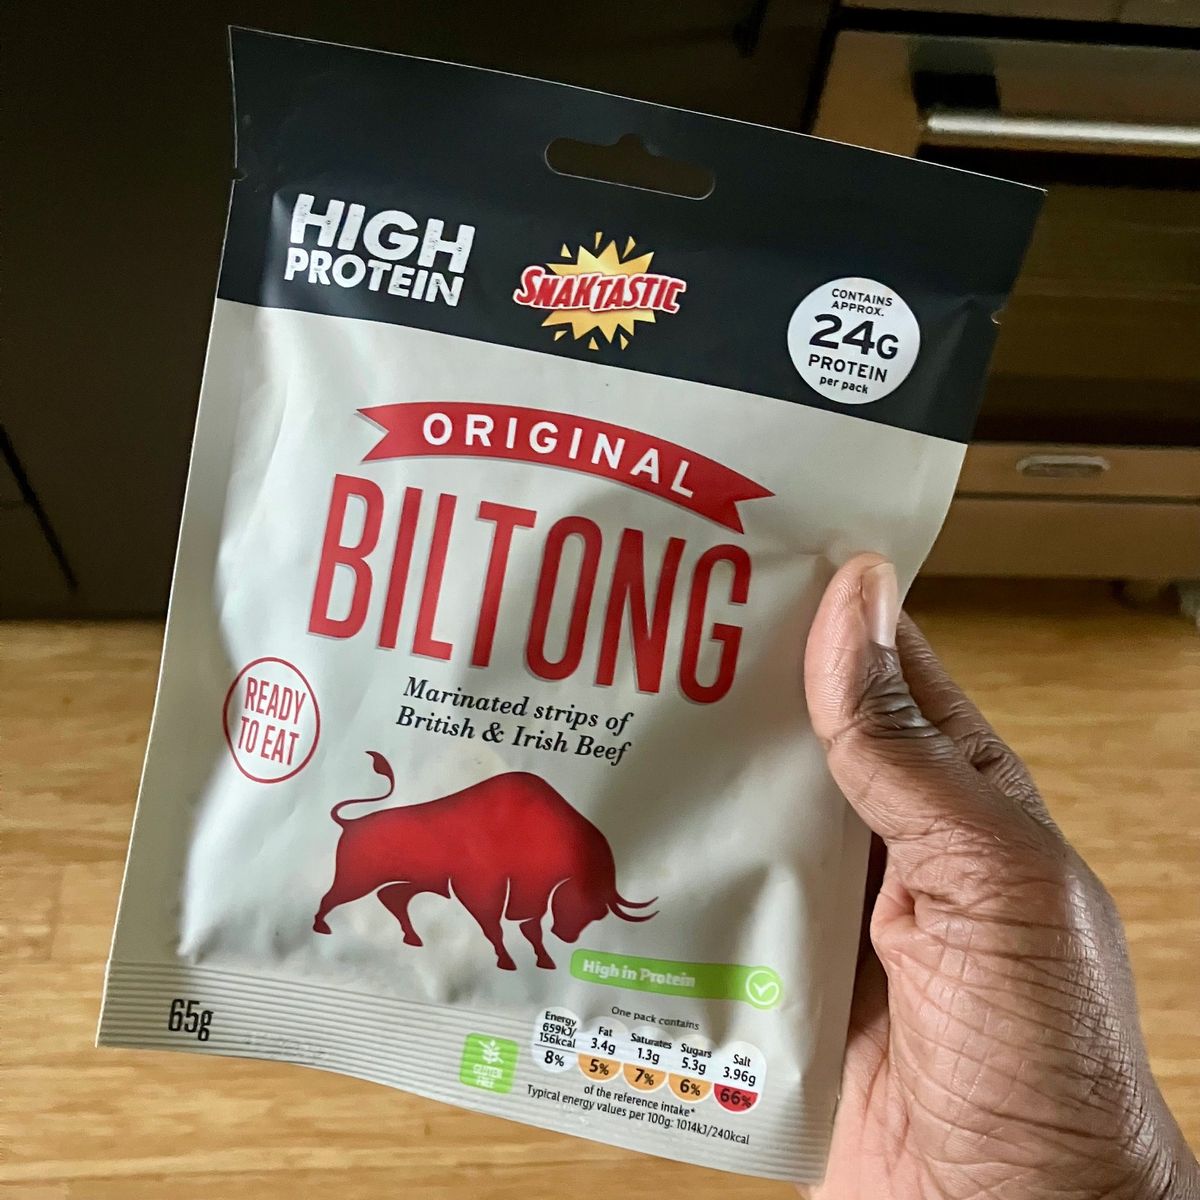 HIGH
PROTEIN
SNAKTASTIC
CONTAINS
APPROX.
24G
PROTEIN
per pack
ORIGINAL
BILTONG
Marinated strips of
British & Irish Beef
READY
TO EAT
High in Protein
65g
GLUTEN
FREE
One pack contains
Energy
659kJ/
156kcal
8%
Fat
3.4g
5%
Saturates
1.3g
7%
Sugars
5.3g
6%
Salt
3.96g
66%
of the reference intake*
Typical energy values per 100g: 1014kJ/240kcal